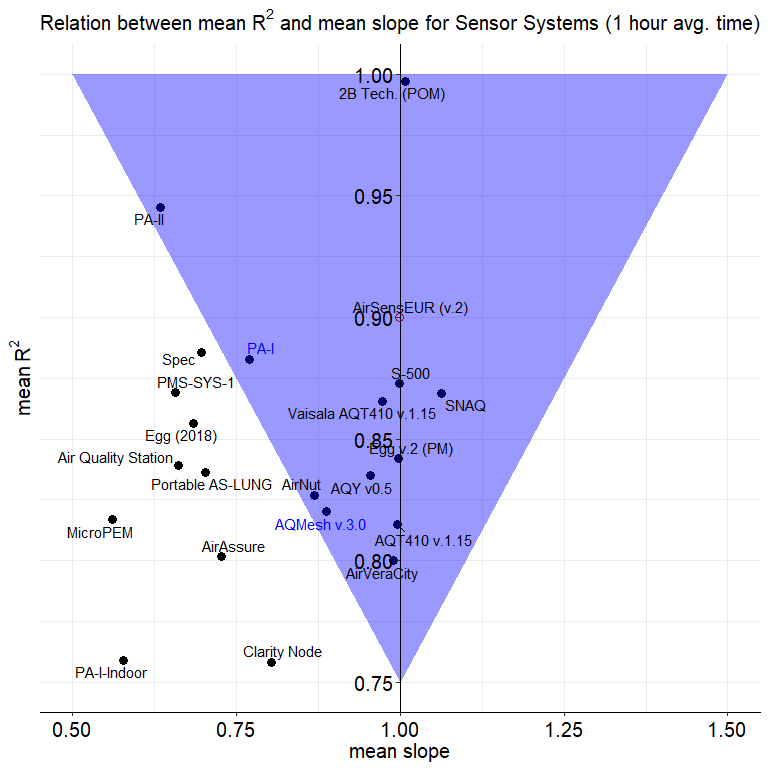 Relation between mean R2 and mean slope for Sensor Systems (1 hour avg. time)
1.00
2B Tech. (POM)
0.95
PA-II
AirSensEUR (v.2)
0.90
PA-I
Spec
S-500
PMS-SYS-1
SNAQ
Vaisala AQT410 v.1.15
Egg (2018)
0.85
Egg v.2 (PM)
Air Quality Station
Portable AS-LUNG
AirNut
AQY v0.5
AQMesh v.3.0
MicroPEM
AQT410 v.1.15
AirAssure
0.80
AirVeraCity
Clarity Node
PA-I-Indoor
0.75
mean R2
0.50 0.75 1.00 1.25 1.50
mean slope